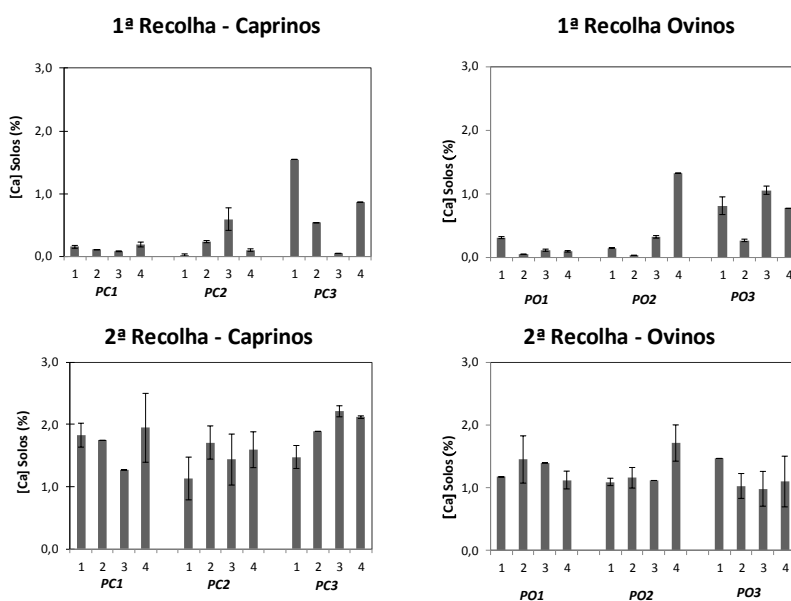 1ª Recolha - Caprinos
[Ca] Solos (%)
3,0
2,0
1,0
0,0
1 2 3 4 1 2 3 4 1 2 3 4
PC1 PC2 PC3
1ª Recolha Ovinos
[Ca] Solos (%)
3,0
2,0
1,0
0,0
1 2 3 4 1 2 3 4 1 2 3 4
PO1 PO2 PO3
2ª Recolha - Caprinos
[Ca] Solos (%)
3,0
2,0
1,0
0,0
1 2 3 4 1 2 3 4 1 2 3 4
PC1 PC2 PC3
2ª Recolha - Ovinos
[Ca] Solos (%)
3,0
2,0
1,0
0,0
1 2 3 4 1 2 3 4 1 2 3 4
PO1 PO2 PO3